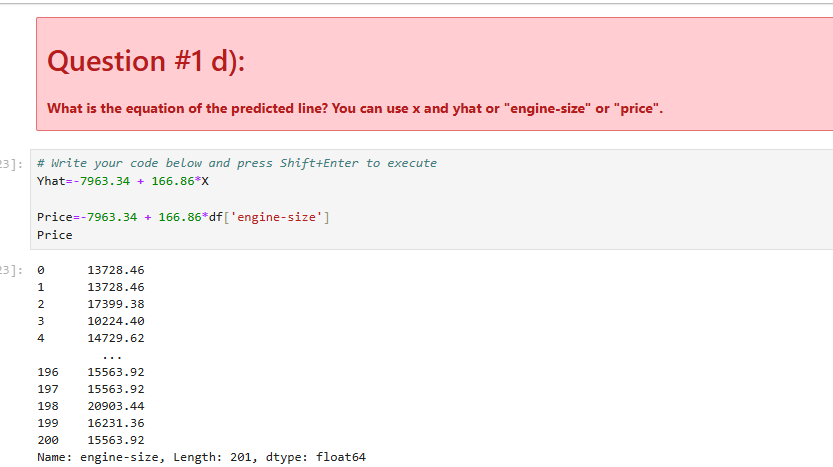 Question #1 d):
What is the equation of the predicted line? You can use x and yhat or "engine-size" or "price".
23]: # Write your code below and press Shift+Enter to execute
Yhat=-7963.34 + 166.86*X
Price=-7963.34 + 166.86*df['engine-size']
Price
23]: 0 13728.46
1 13728.46
2 17399.38
3 10224.40
4 14729.62
...
196 15563.92
197 15563.92
198 20903.44
199 16231.36
200 15563.92
Name: engine-size, Length: 201, dtype: float64